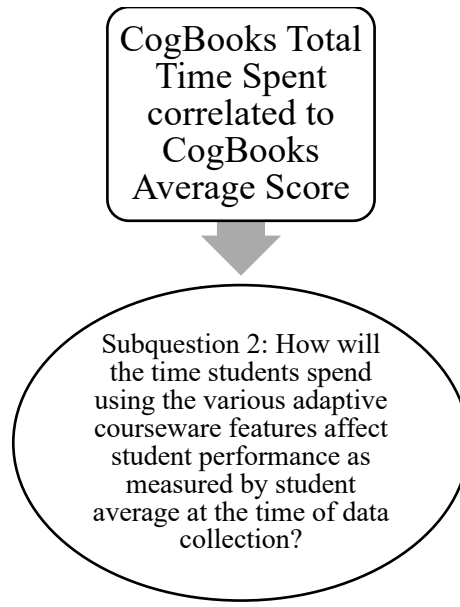 CogBooks Total
Time Spent
correlated to
CogBooks
Average Score
Subquestion 2: How will
the time students spend
using the various adaptive
courseware features affect
student performance as
measured by student
average at the time of data
collection?